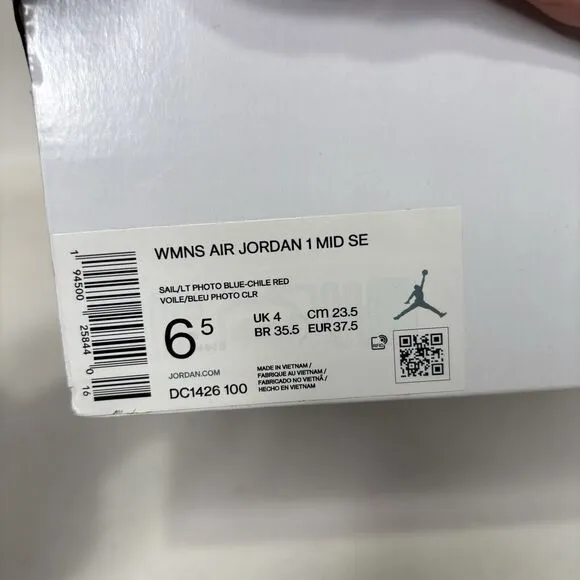 WMNS AIR JORDAN 1 MID SE
SAIL/LT PHOTO BLUE-CHILE RED
VOILE/BLEU PHOTO CLR
6 5
UK 4 CM 23.5
BR 35.5 EUR 37.5
JORDAN.COM
DC1426 100
MADE IN VIETNAM /
FABRIQUE AU VIETNAM /
FABRICADO NO VIETNÃ /
HECHO EN VIETNAM
RFID
1 94500 25844 0 16